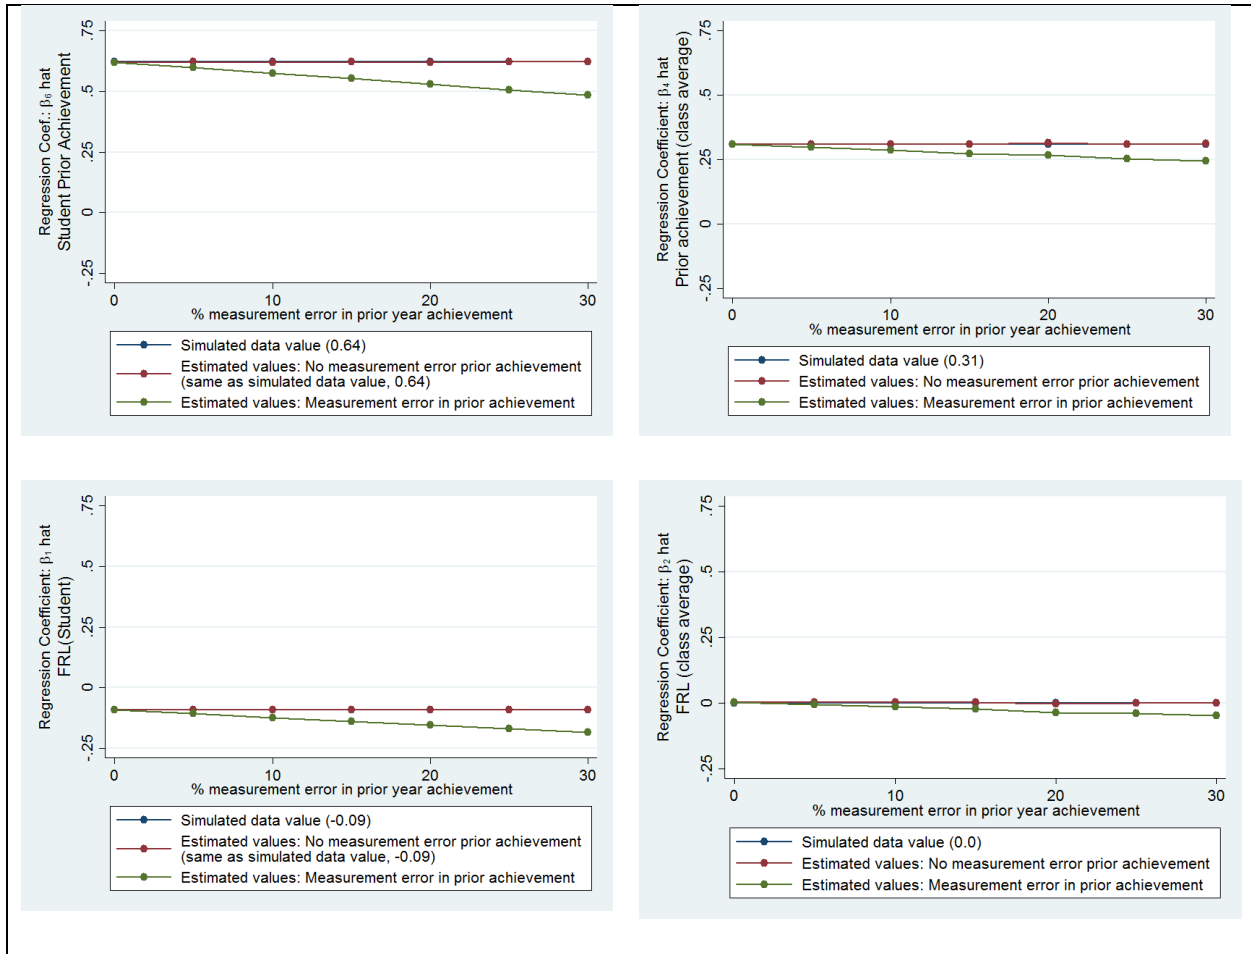 Regression Coef.: β6 hat
Student Prior Achievement
.75
.5
.25
0
-.25
0 10 20 30
% measurement error in prior year achievement
Simulated data value (0.64)
Estimated values: No measurement error prior achievement
(same as simulated data value, 0.64)
Estimated values: Measurement error in prior achievement
Regression Coefficient: β4 hat
Prior achievement (class average)
.75
.5
.25
0
-.25
0 10 20 30
% measurement error in prior year achievement
Simulated data value (0.31)
Estimated values: No measurement error prior achievement
Estimated values: Measurement error in prior achievement
Regression Coefficient: β1 hat
FRL(Student)
.75
.5
.25
0
-.25
0 10 20 30
% measurement error in prior year achievement
Simulated data value (-0.09)
Estimated values: No measurement error prior achievement
(same as simulated data value, -0.09)
Estimated values: Measurement error in prior achievement
Regression Coefficient: β2 hat
FRL (class average)
.75
.5
.25
0
-.25
0 10 20 30
% measurement error in prior year achievement
Simulated data value (0.0)
Estimated values: No measurement error prior achievement
Estimated values: Measurement error in prior achievement